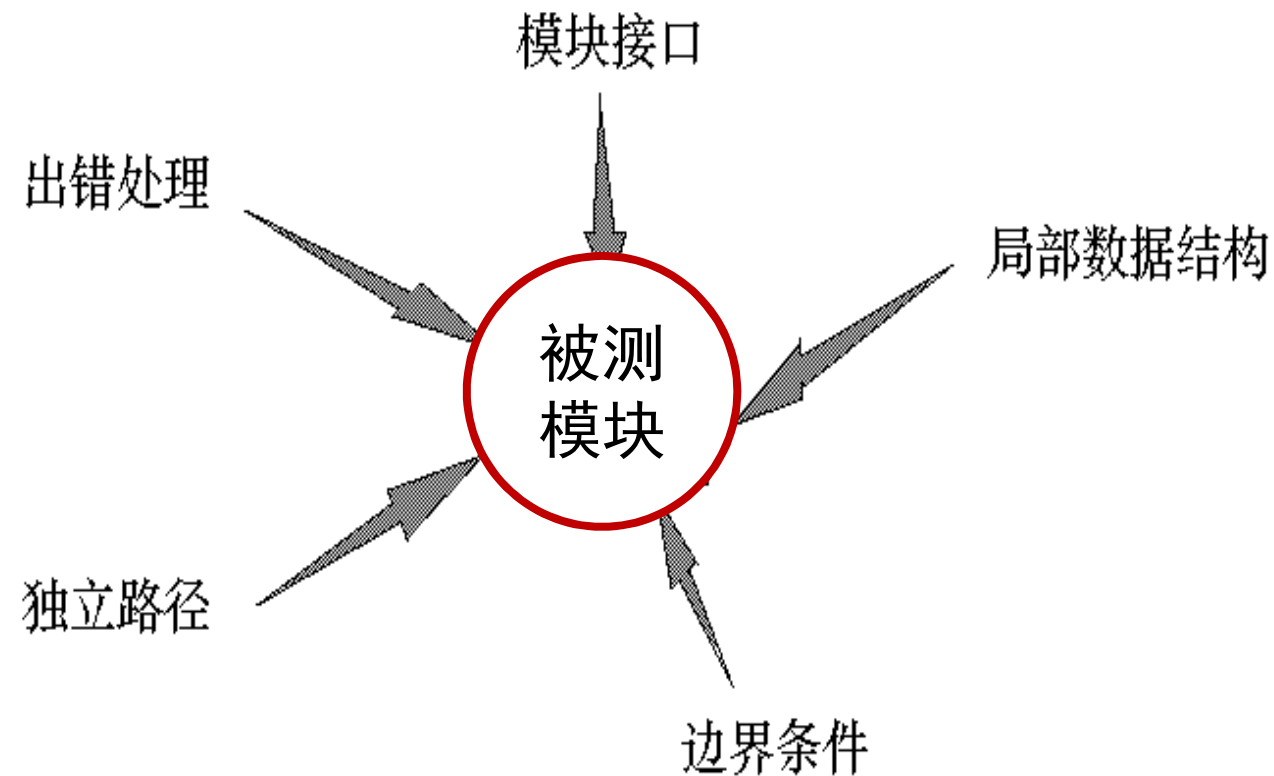 模块接口
出错处理
局部数据结构
被测
模块
独立路径
边界条件